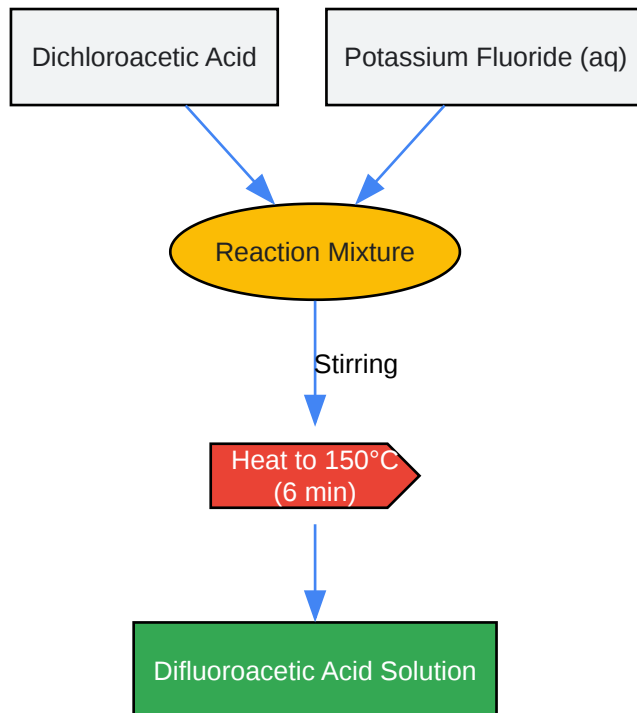 Dichloroacetic Acid
Potassium Fluoride (aq)
Reaction Mixture
Stirring
Heat to 150°C
(6 min)
Difluoroacetic Acid Solution